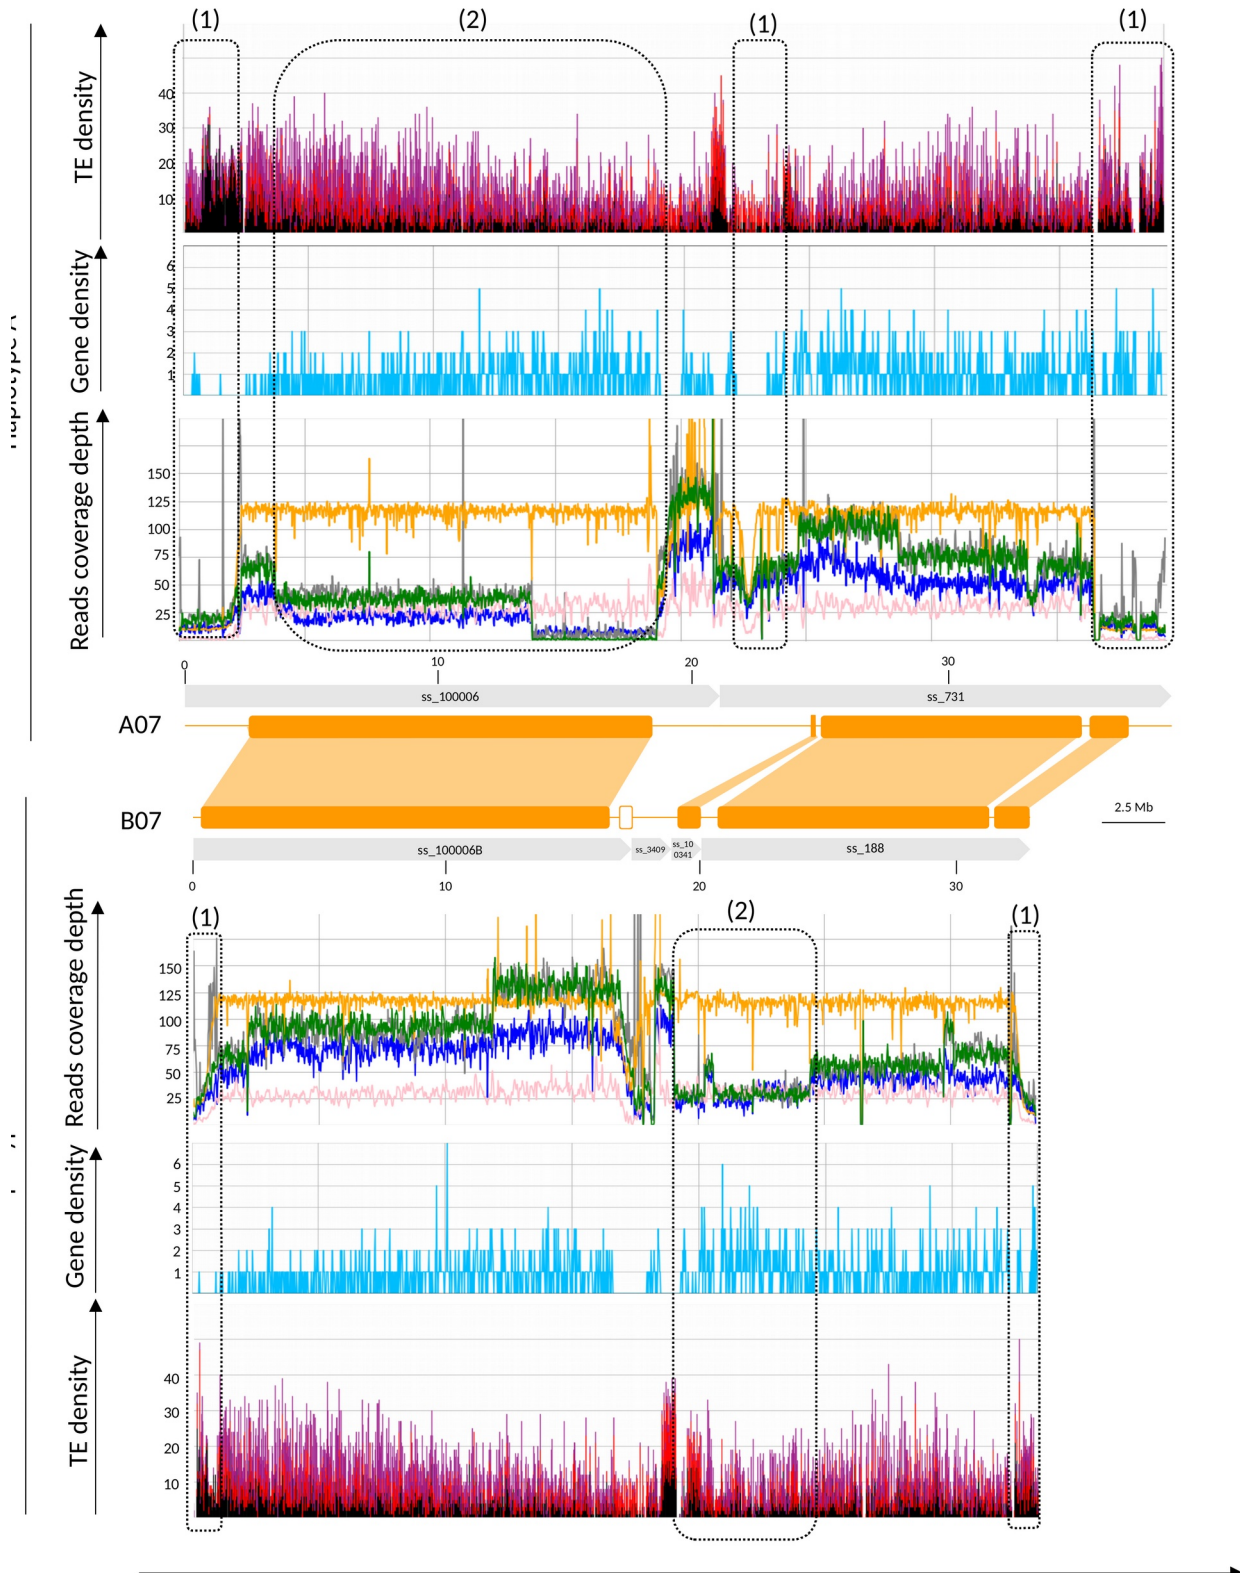 (1) (2) (1) (1)
TE density
40
30
20
10
Gene density
6
5
4
3
2
1
Reads coverage depth
150
125
100
75
50
25
0 10 20 30
ss_100006 ss_731
A07
B07
2.5 Mb
ss_100006B ss_3409 ss_10
0341 ss_188
0 10 20 30
(1) (2) (1)
Reads coverage depth
150
125
100
75
50
25
Gene density
6
5
4
3
2
1
TE density
40
30
20
10